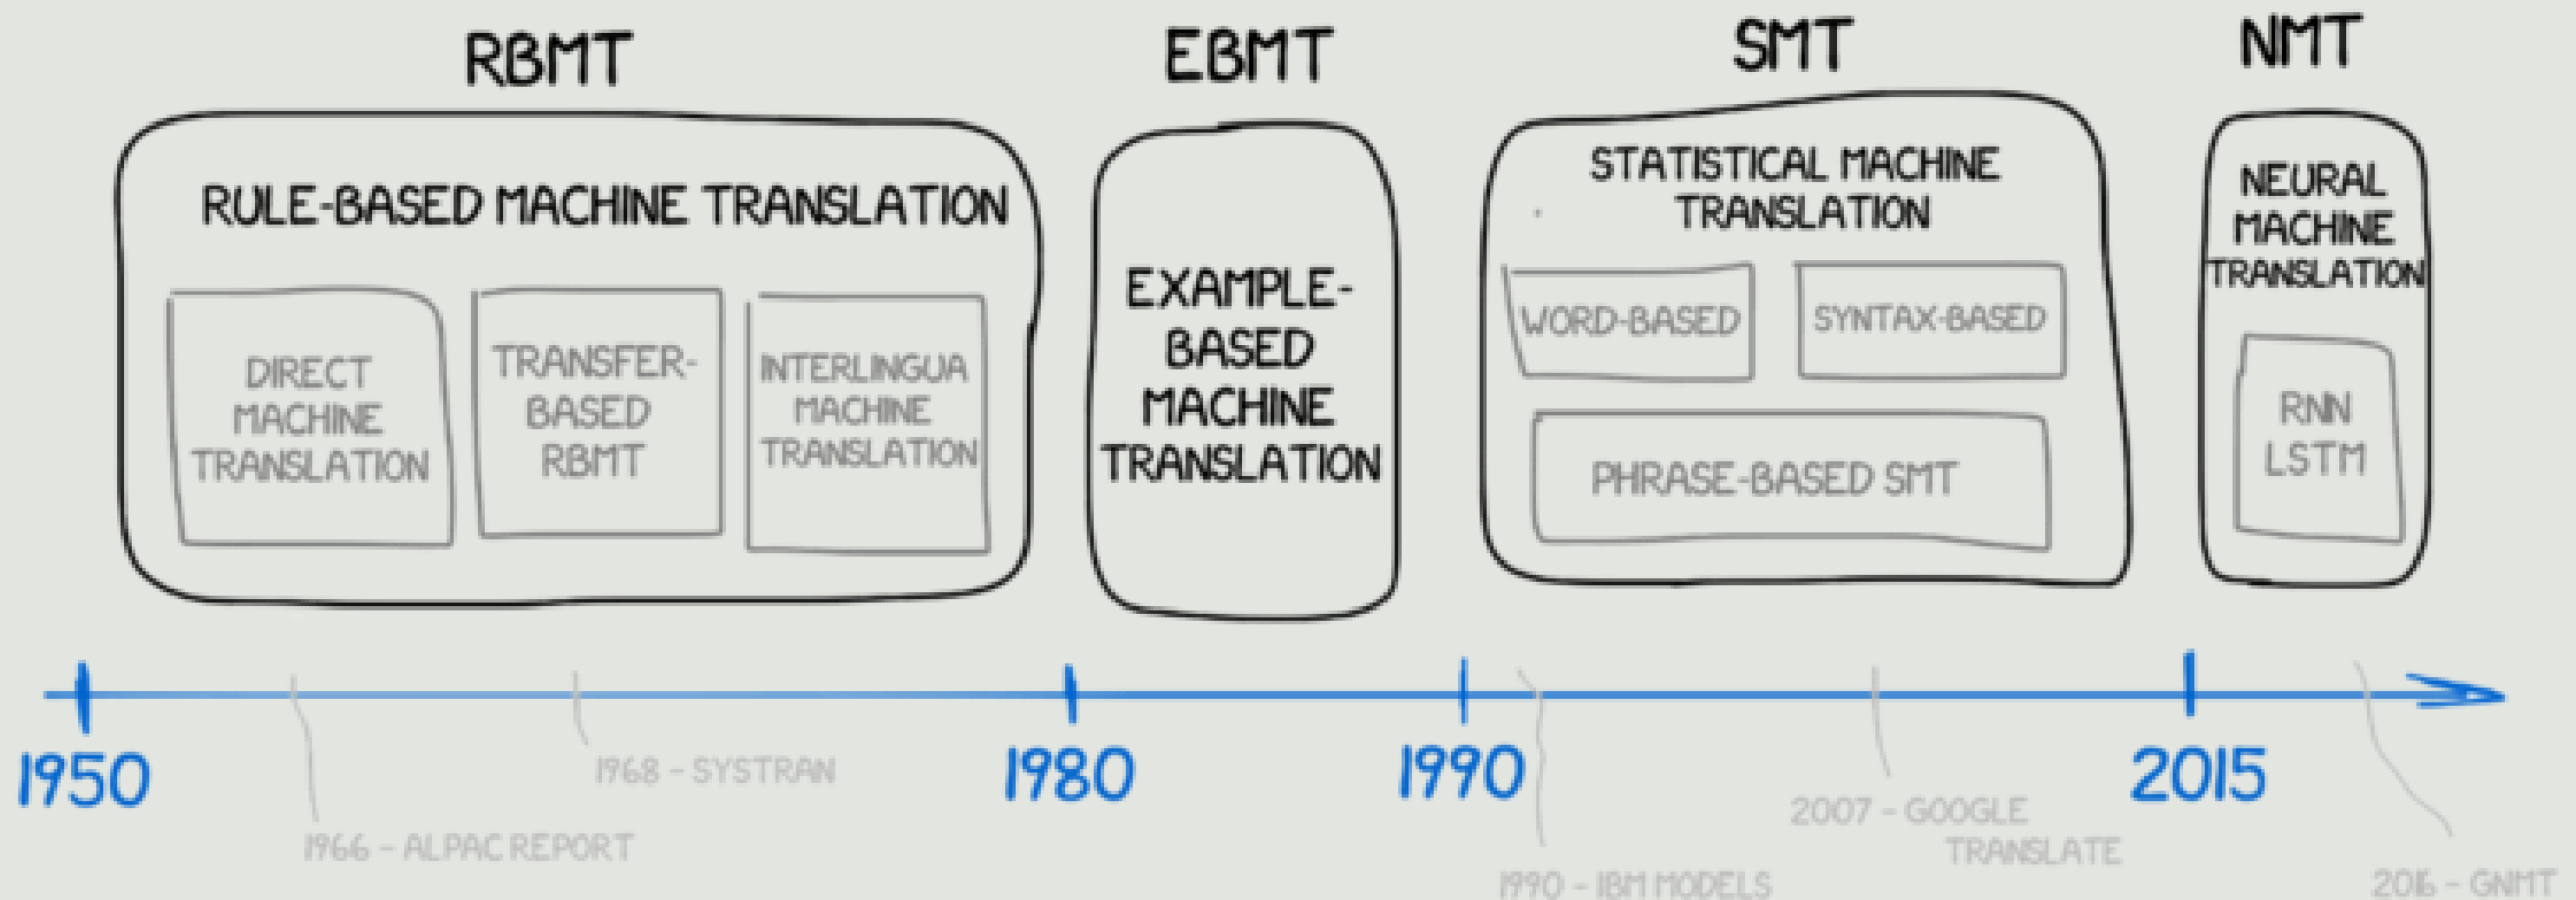 RBMT
RULE-BASED MACHINE TRANSLATION
DIRECT
MACHINE
TRANSLATION
TRANSFER-
BASED
RBMT
INTERLINGUA
MACHINE
TRANSLATION
EBMT
EXAMPLE-
BASED
MACHINE
TRANSLATION
SMT
STATISTICAL MACHINE
TRANSLATION
WORD-BASED
SYNTAX-BASED
PHRASE-BASED SMT
NMT
NEURAL
MACHINE
TRANSLATION
RNN
LSTM
1950
1966 - ALPAC REPORT
1968 - SYSTRAN
1980
1990
1990 - IBM MODELS
2007 - GOOGLE
TRANSLATE
2015
2016 - GNMT